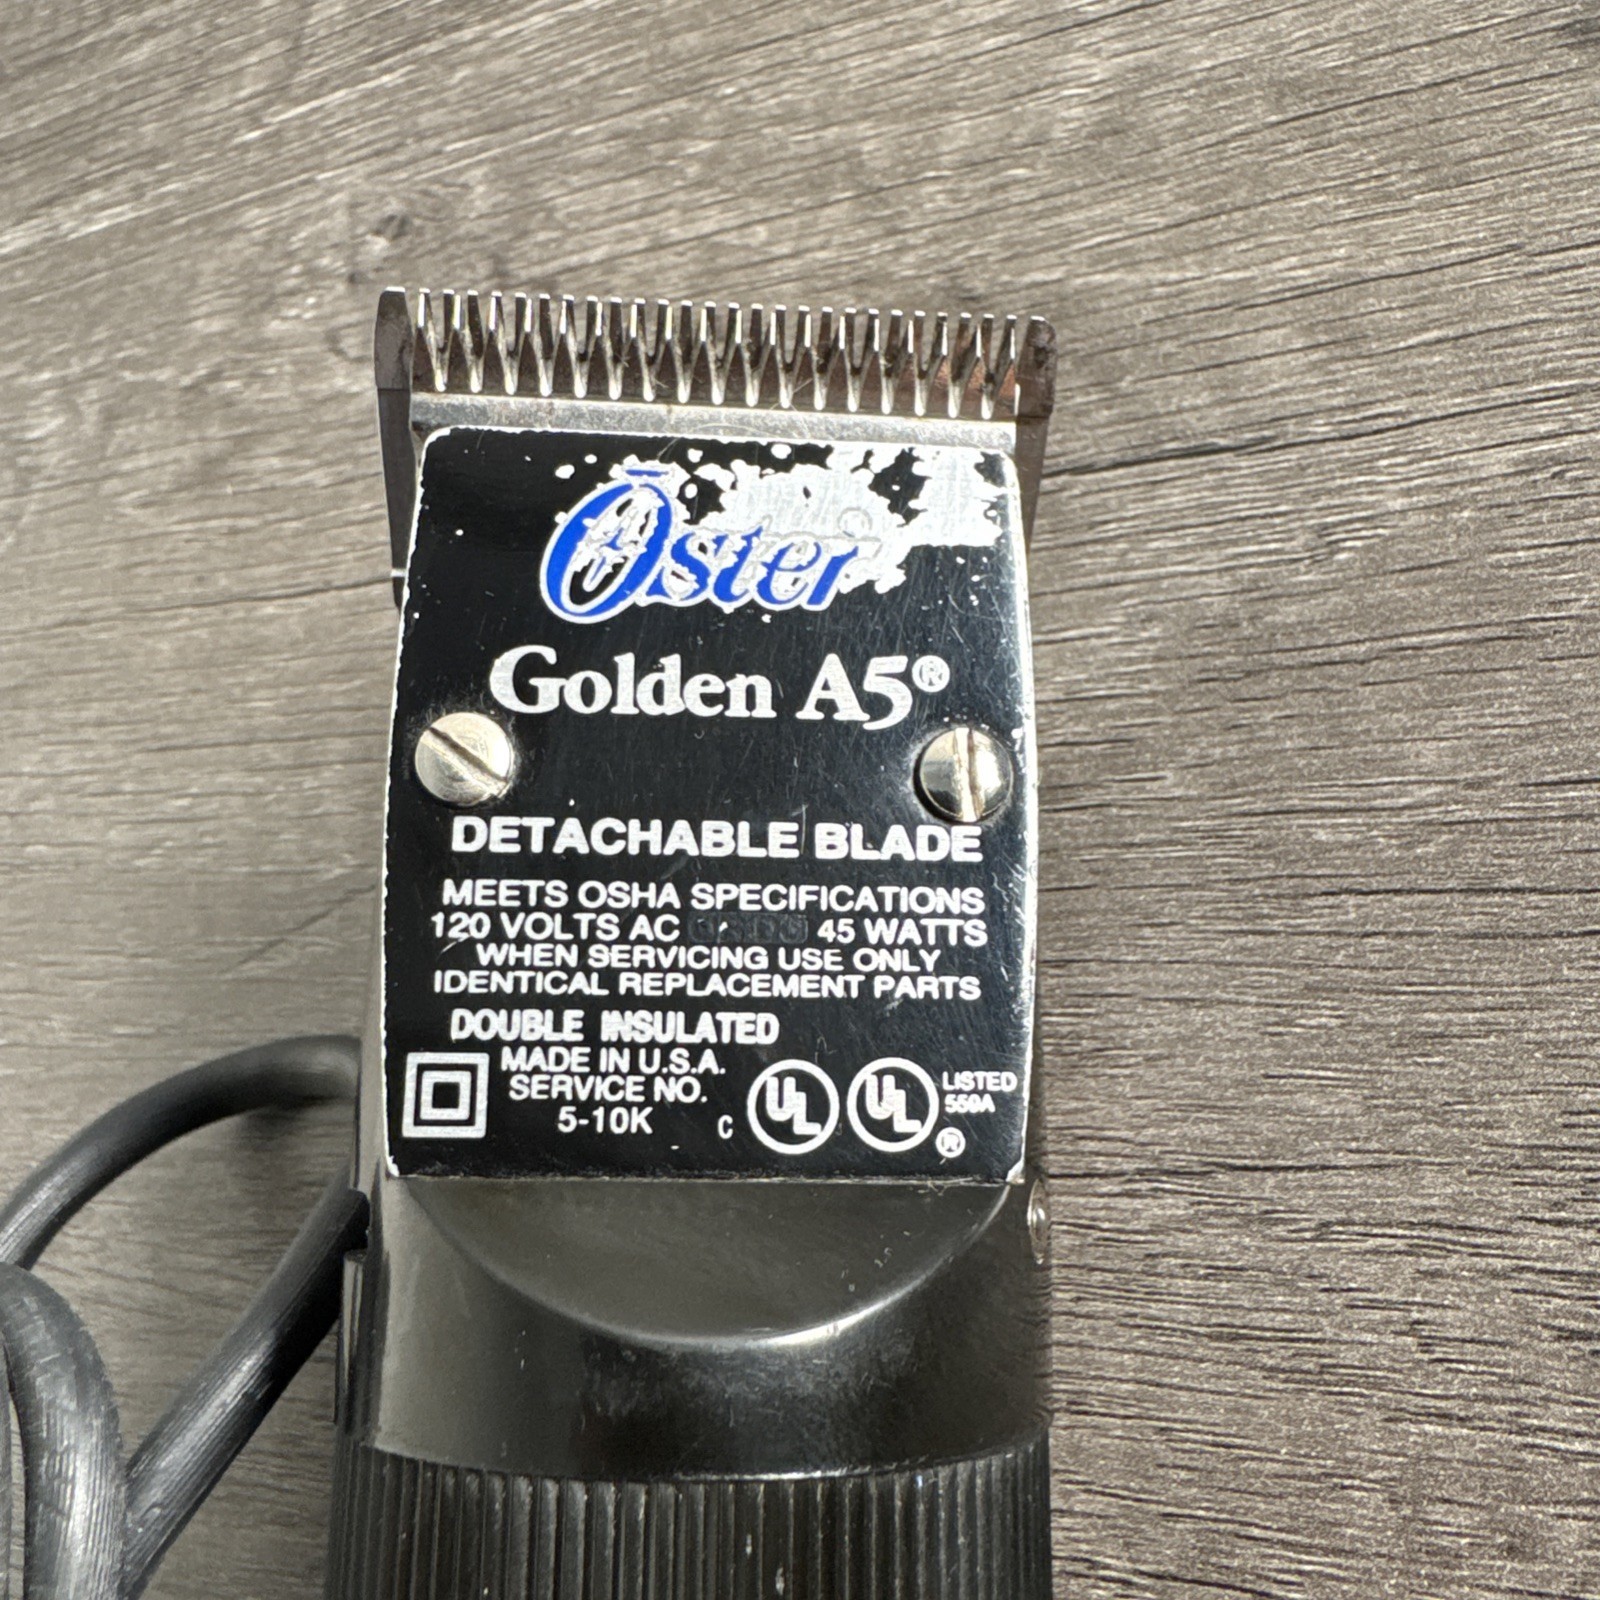 Oster
Golden A5®
DETACHABLE BLADE
MEETS OSHA SPECIFICATIONS
120 VOLTS AC 45 WATTS
WHEN SERVICING USE ONLY
IDENTICAL REPLACEMENT PARTS
DOUBLE INSULATED
MADE IN U.S.A.
SERVICE NO.
5-10K
C UL UL ®
LISTED
559A